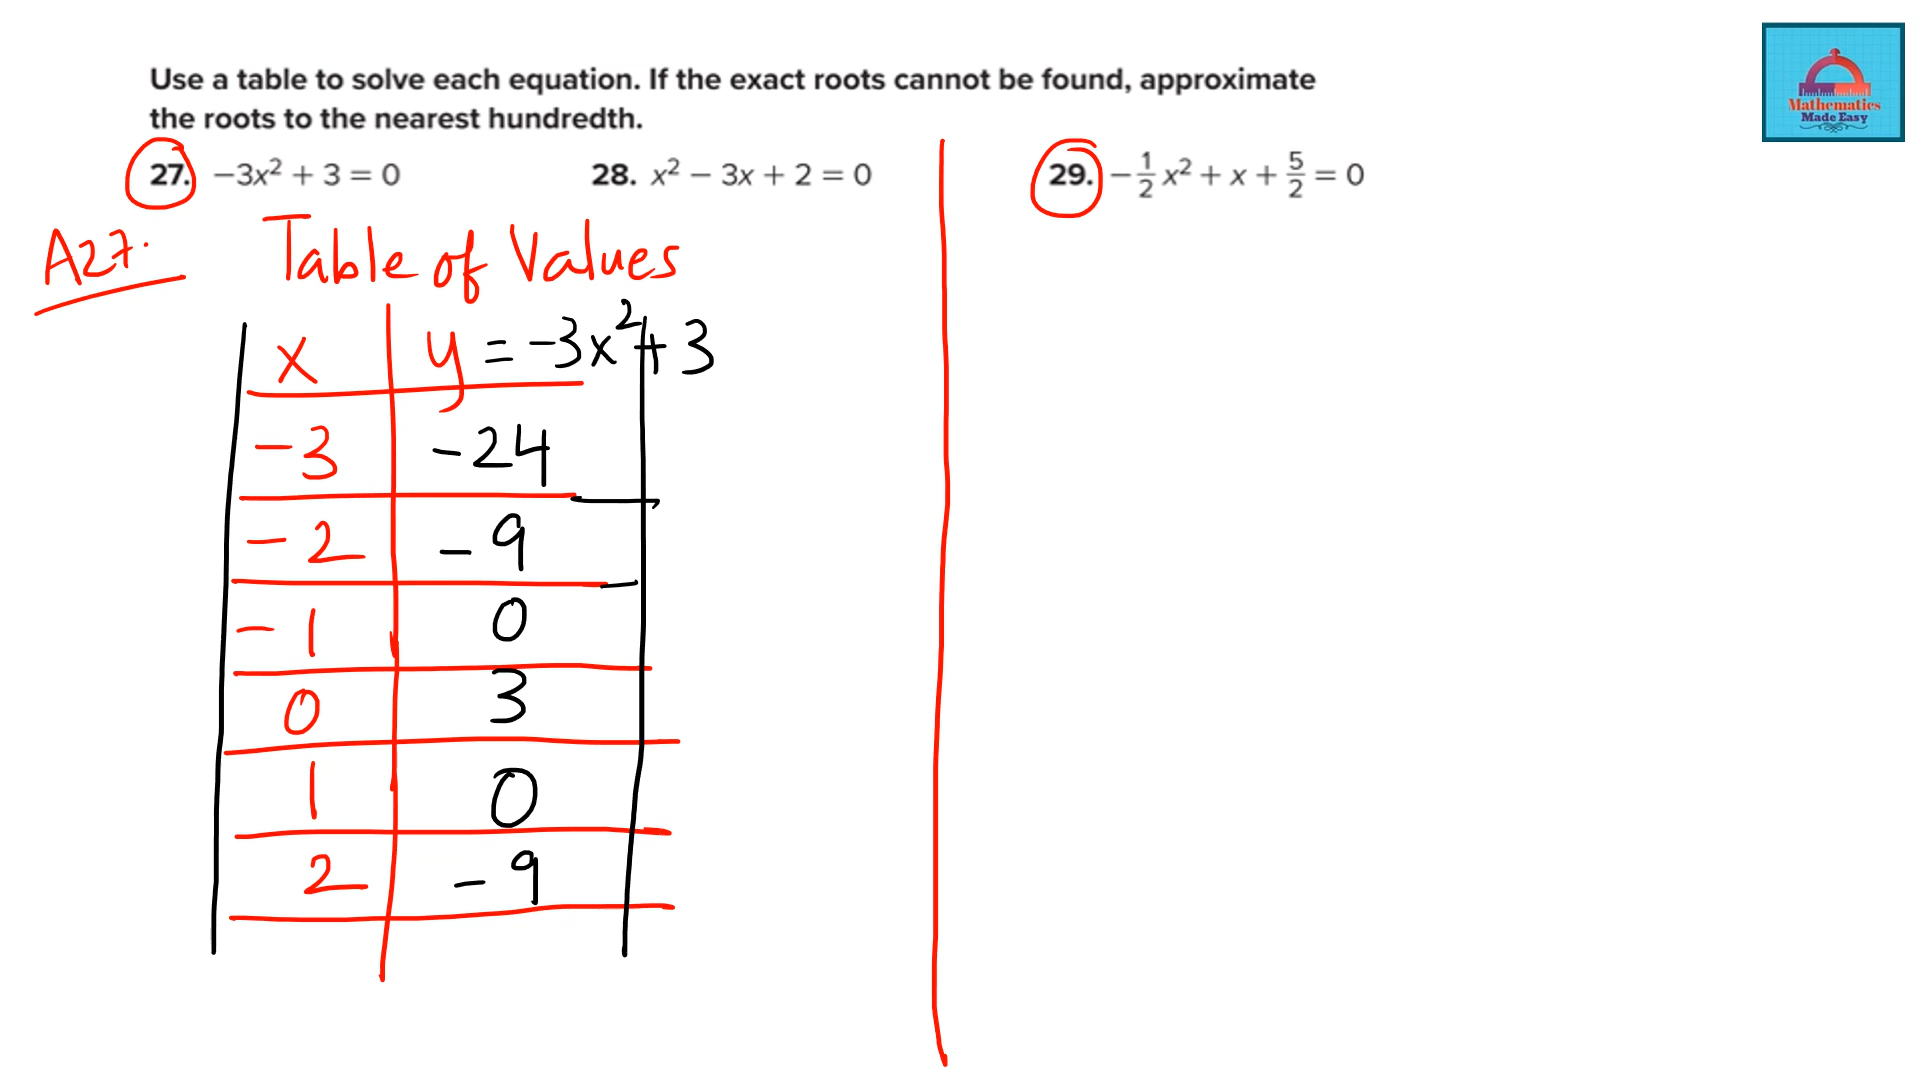 Use a table to solve each equation. If the exact roots cannot be found, approximate
the roots to the nearest hundredth.
27. −3x² + 3 = 0
28. x² − 3x + 2 = 0
29. −1/2 x² + x + 5/2 = 0
A27.
Table of Values
x y = -3x² + 3
-3 -24
-2 -9
-1 0
0 3
1 0
2 -9
Mathematics
Made Easy